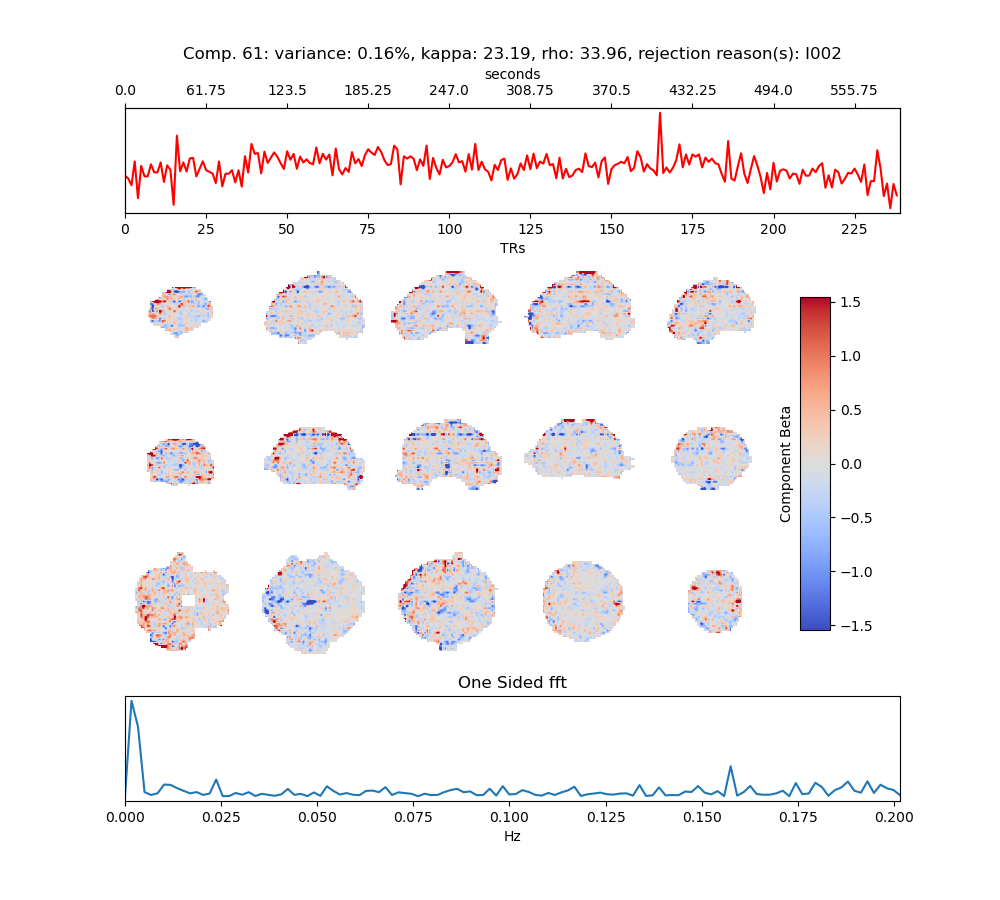 Comp. 61: variance: 0.16%, kappa: 23.19, rho: 33.96, rejection reason(s): I002
seconds
0.0 61.75 123.5 185.25 247.0 308.75 370.5 432.25 494.0 555.75
0 25 50 75 100 125 150 175 200 225
TRs
1.5
1.0
0.5
0.0
−0.5
−1.0
−1.5
Component Beta
One Sided fft
0.000 0.025 0.050 0.075 0.100 0.125 0.150 0.175 0.200
Hz